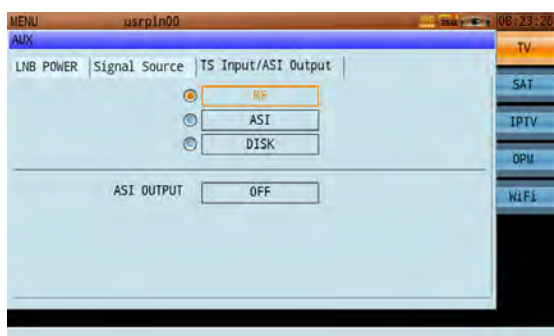 MENU usrpln00 08:23:26
AUX
TV
LNB POWER Signal Source TS Input/ASI Output
SAT
RF
ASI
IPTV
DISK
OPM
ASI OUTPUT OFF
WiFi